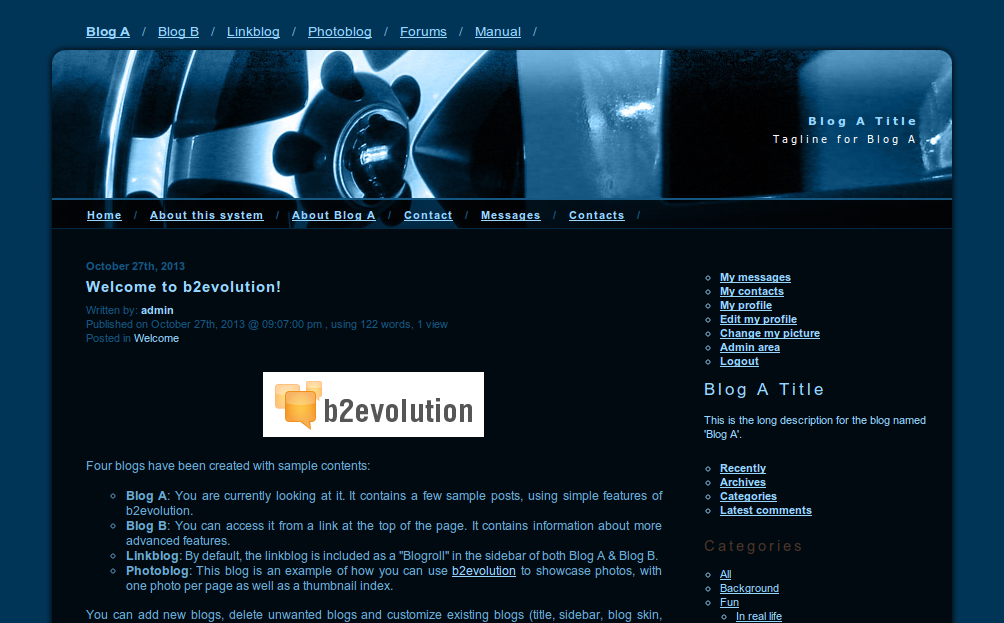 Blog A / Blog B / Linkblog / Photoblog / Forums / Manual /
Blog A Title
Tagline for Blog A
Home / About this system / About Blog A / Contact / Messages / Contacts /
October 27th, 2013
Welcome to b2evolution!
Written by: admin
Published on October 27th, 2013 @ 09:07:00 pm , using 122 words, 1 view
Posted in Welcome
b2evolution
Four blogs have been created with sample contents:
Blog A: You are currently looking at it. It contains a few sample posts, using simple features of
b2evolution.
Blog B: You can access it from a link at the top of the page. It contains information about more
advanced features.
Linkblog: By default, the linkblog is included as a "Blogroll" in the sidebar of both Blog A & Blog B.
Photoblog: This blog is an example of how you can use b2evolution to showcase photos, with
one photo per page as well as a thumbnail index.
You can add new blogs, delete unwanted blogs and customize existing blogs (title, sidebar, blog skin,
My messages
My contacts
My profile
Edit my profile
Change my picture
Admin area
Logout
Blog A Title
This is the long description for the blog named
'Blog A'.
Recently
Archives
Categories
Latest comments
Categories
All
Background
Fun
In real life